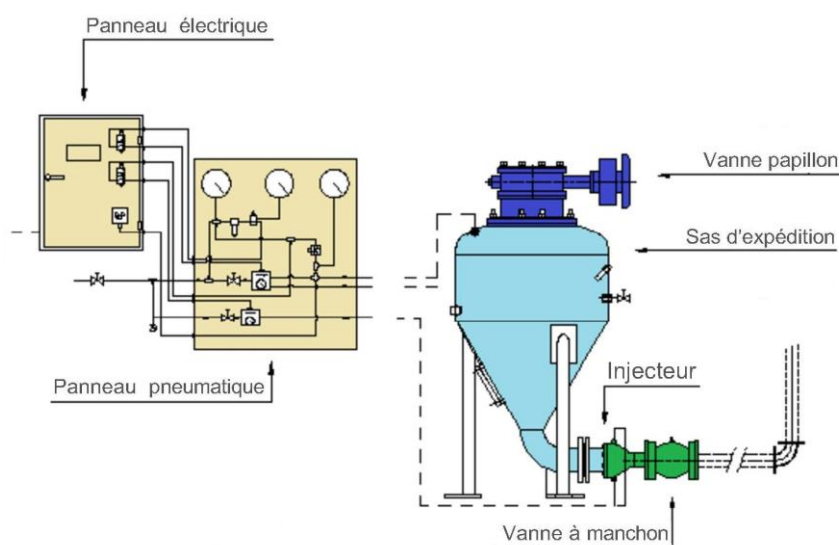 Panneau électrique
Vanne papillon
Sas d'expédition
Panneau pneumatique
Injecteur
Vanne à manchon